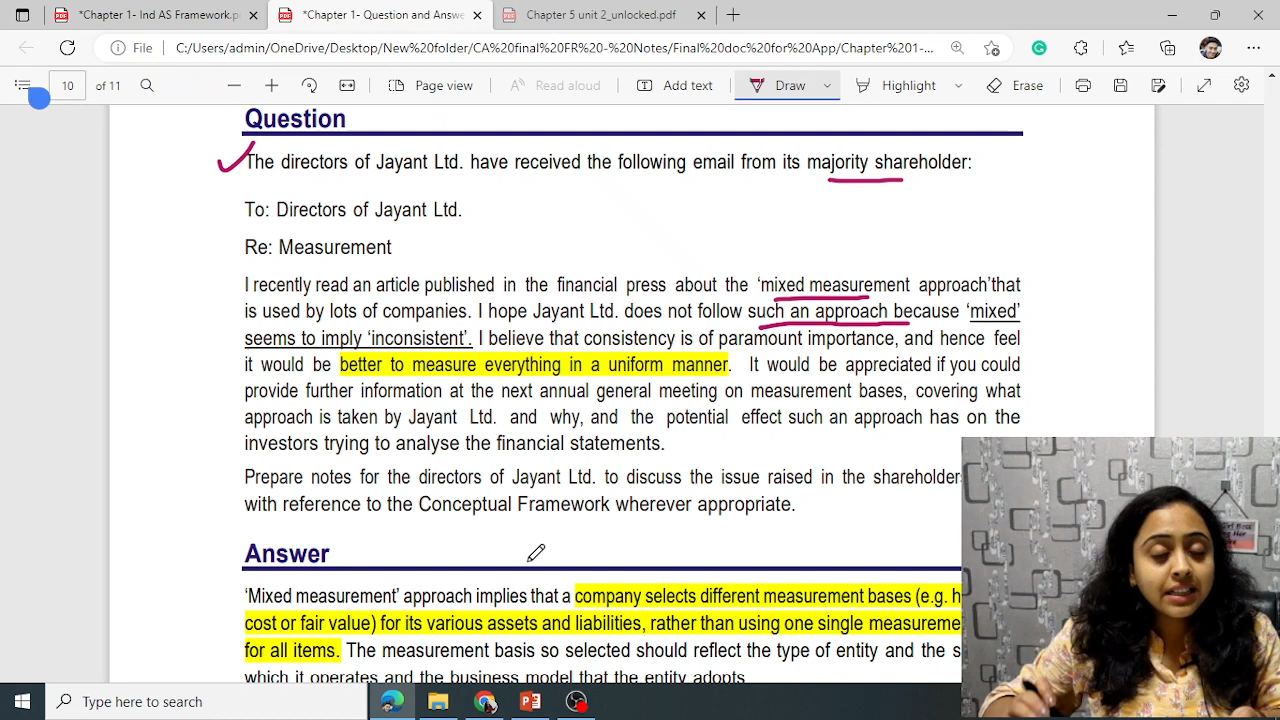 *Chapter 1- Ind AS Framework.p
*Chapter 1- Question and Answe
Chapter 5 unit 2_unlocked.pdf
File
C:/Users/admin/OneDrive/Desktop/New%20folder/CA%20final%20FR%20-%20Notes/Final%20doc%20for%20App/Chapter%201-...
10 of 11
Page view
Read aloud
Add text
Draw
Highlight
Erase
Question
The directors of Jayant Ltd. have received the following email from its majority shareholder:
To: Directors of Jayant Ltd.
Re: Measurement
I recently read an article published in the financial press about the ‘mixed measurement approach’that
is used by lots of companies. I hope Jayant Ltd. does not follow such an approach because ‘mixed’
seems to imply ‘inconsistent’. I believe that consistency is of paramount importance, and hence feel
it would be better to measure everything in a uniform manner. It would be appreciated if you could
provide further information at the next annual general meeting on measurement bases, covering what
approach is taken by Jayant Ltd. and why, and the potential effect such an approach has on the
investors trying to analyse the financial statements.
Prepare notes for the directors of Jayant Ltd. to discuss the issue raised in the shareholder
with reference to the Conceptual Framework wherever appropriate.
Answer
‘Mixed measurement’ approach implies that a company selects different measurement bases (e.g. h
cost or fair value) for its various assets and liabilities, rather than using one single measureme
for all items. The measurement basis so selected should reflect the type of entity and the s
which it operates and the business model that the entity adopts.
Type here to search